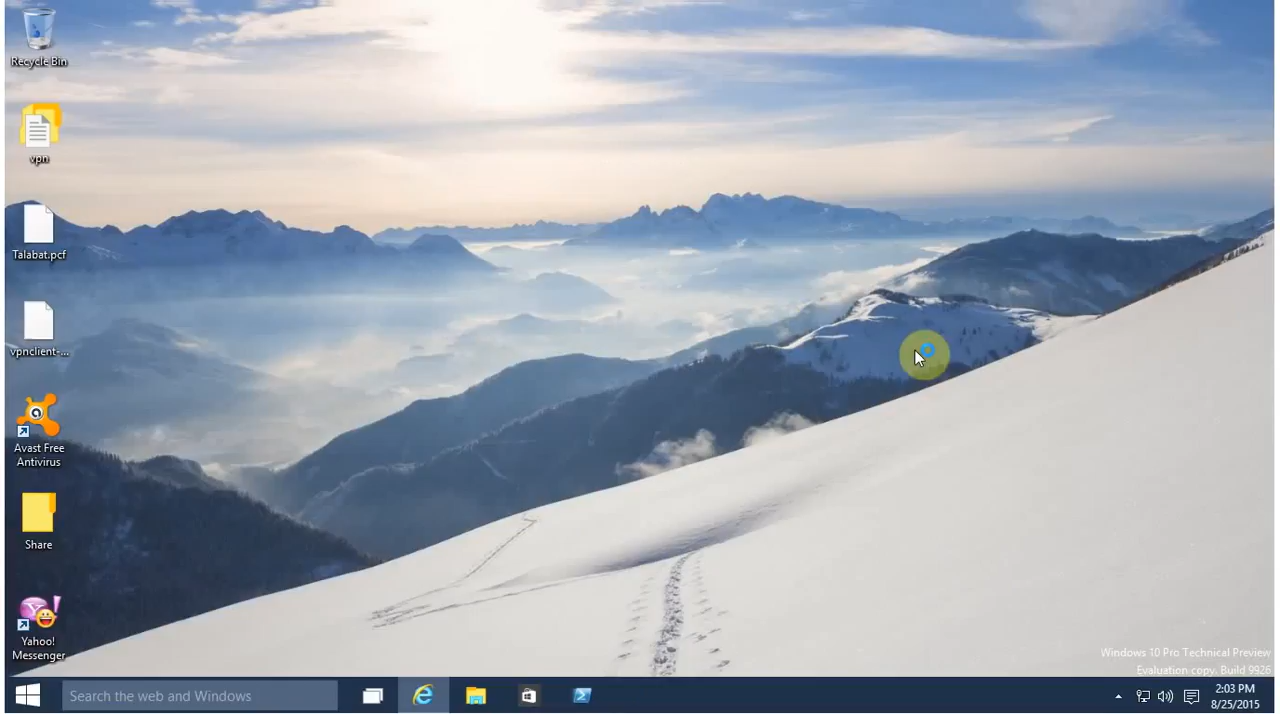 Recycle Bin
vpn
Talabat.pcf
vpnclient-...
Avast Free
Antivirus
Share
Yahoo!
Messenger
Windows 10 Pro Technical Preview
Evaluation copy. Build 9926
Search the web and Windows
2:03 PM
8/25/2015